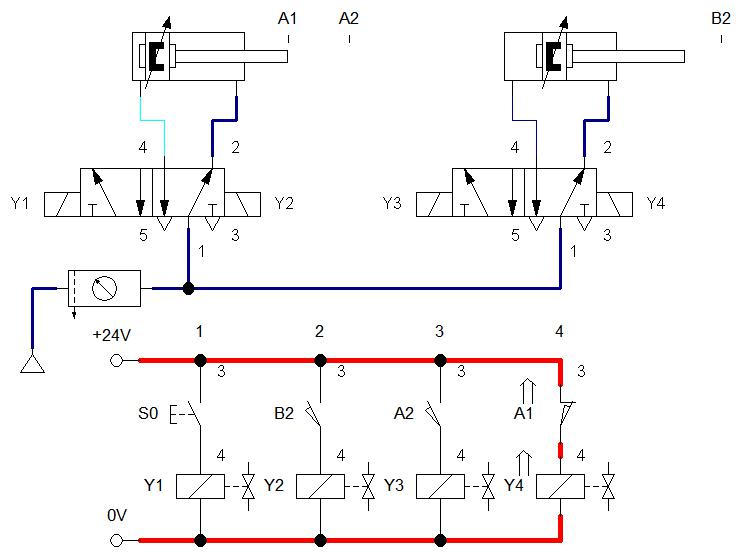 A1 A2 B2
4 2 4 2
Y1 Y2 Y3 Y4
5 3 5 3
1 1
+24V 1 2 3 4
3 3 3 3
S0 B2 A2 A1
4 4 4 4
Y1 Y2 Y3 Y4
0V